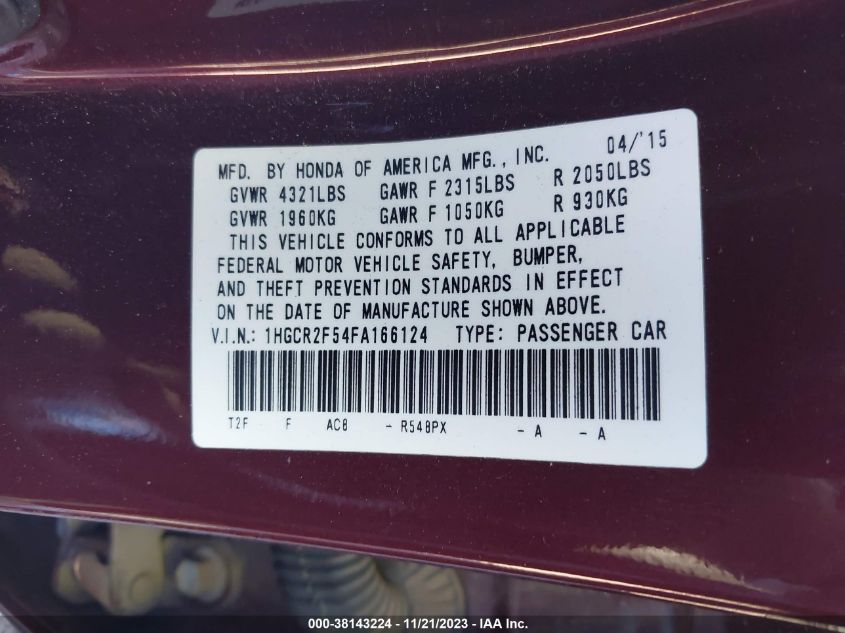 MFD. BY HONDA OF AMERICA MFG., INC. 04/'15
GVWR 4321LBS GAWR F 2315LBS R 2050LBS
GVWR 1960KG GAWR F 1050KG R 930KG
THIS VEHICLE CONFORMS TO ALL APPLICABLE
FEDERAL MOTOR VEHICLE SAFETY, BUMPER,
AND THEFT PREVENTION STANDARDS IN EFFECT
ON THE DATE OF MANUFACTURE SHOWN ABOVE.
V.I.N.: 1HGCR2F54FA166124 TYPE: PASSENGER CAR
T2F F AC8 - R548PX - A - A
000-38143224 | 11/21/2023 - IAA Inc.